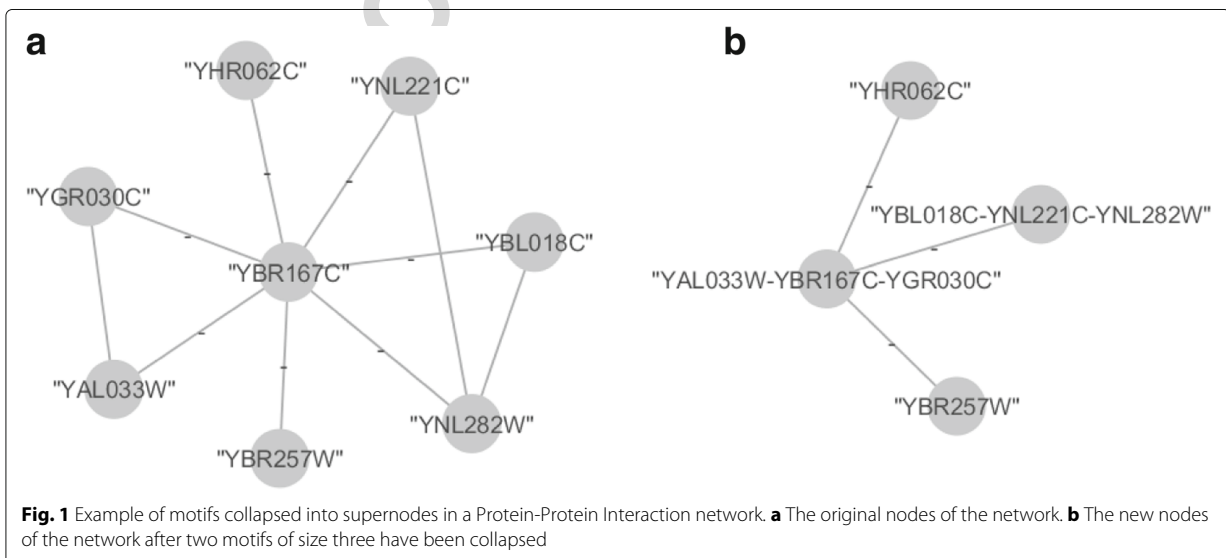 a
b
"YHR062C"
"YNL221C"
"YGR030C"
"YBL018C"
"YBR167C"
"YAL033W"
"YNL282W"
"YBR257W"
"YHR062C"
"YBL018C-YNL221C-YNL282W"
"YAL033W-YBR167C-YGR030C"
"YBR257W"
Fig. 1 Example of motifs collapsed into supernodes in a Protein-Protein Interaction network. a The original nodes of the network. b The new nodes
of the network after two motifs of size three have been collapsed